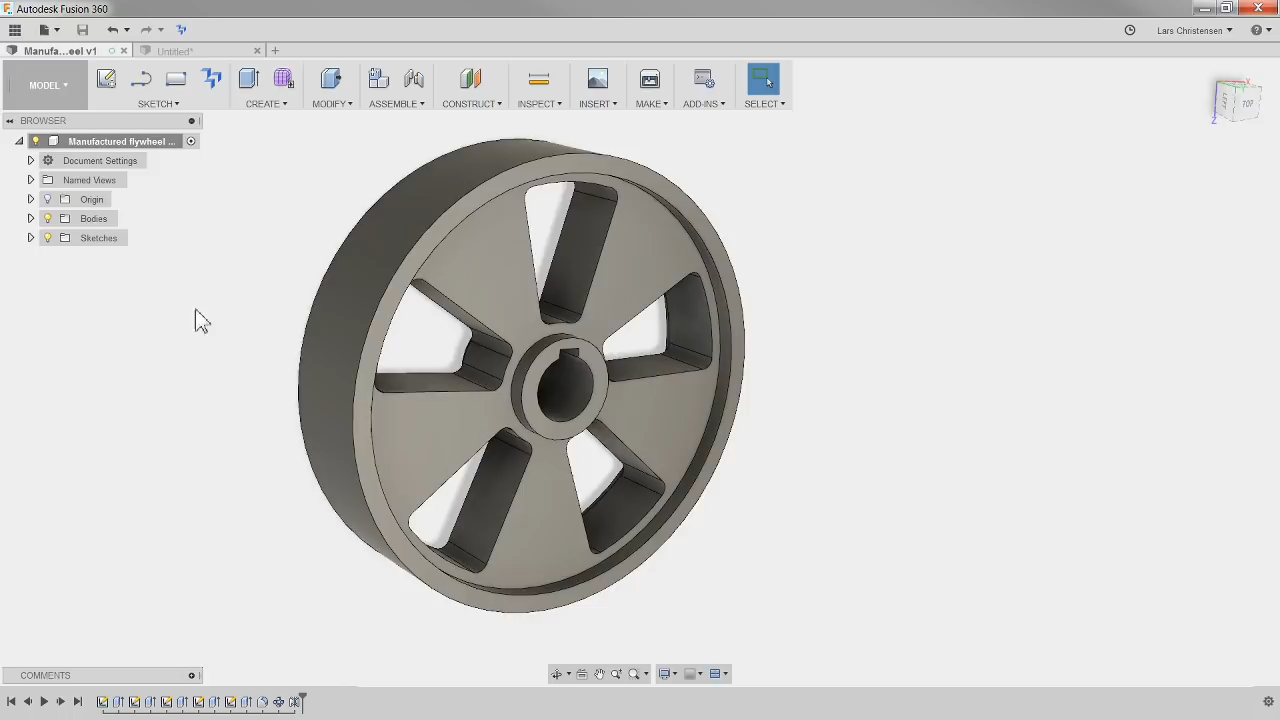 Autodesk Fusion 360
Lars Christensen
Manufa...eel v1
Untitled*
MODEL
SKETCH
CREATE
MODIFY
ASSEMBLE
CONSTRUCT
INSPECT
INSERT
MAKE
ADD-INS
SELECT
TOP
X
Z
BROWSER
Manufactured flywheel ...
Document Settings
Named Views
Origin
Bodies
Sketches
COMMENTS